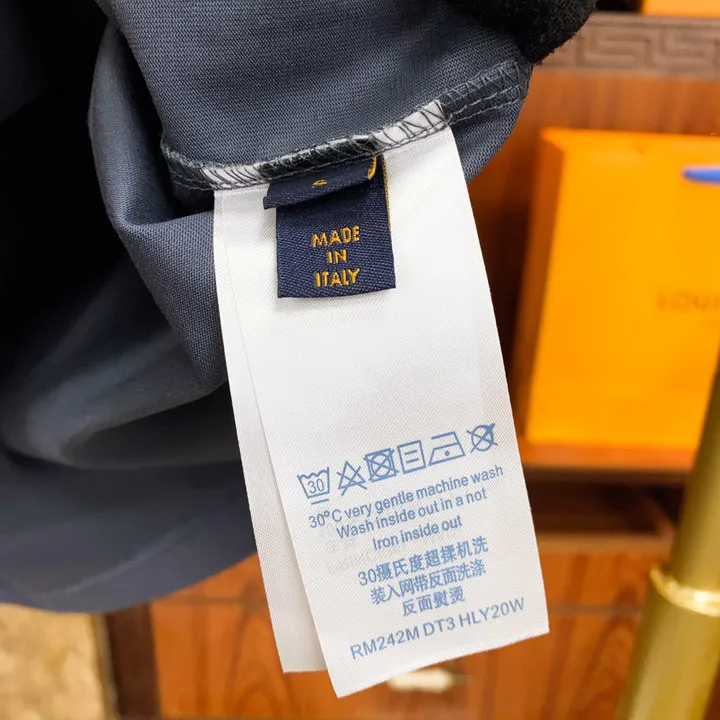 MADE
IN
ITALY
30
30°C very gentle machine wash
Wash inside out in a not
Iron inside out
30摄氏度超揉机洗
装入网带反面洗涤
反面熨烫
RM242M DT3 HLY20W